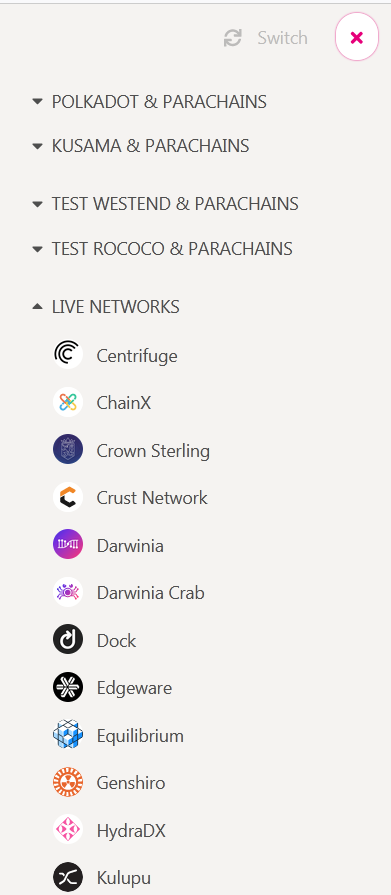 Switch
POLKADOT & PARACHAINS
KUSAMA & PARACHAINS
TEST WESTEND & PARACHAINS
TEST ROCOCO & PARACHAINS
LIVE NETWORKS
Centrifuge
ChainX
Crown Sterling
Crust Network
Darwinia
Darwinia Crab
Dock
Edgeware
Equilibrium
Genshiro
HydraDX
Kulupu